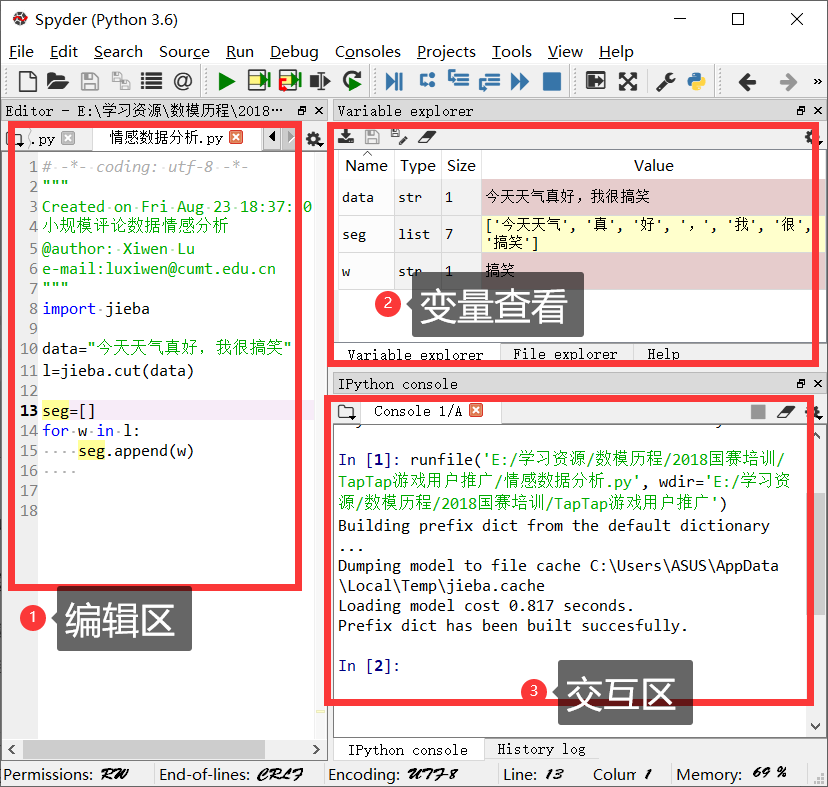 Spyder (Python 3.6)
File Edit Search Source Run Debug Consoles Projects Tools View Help
Editor - E:\学习资源\数模历程\2018···
.py
情感数据分析.py
1 # -*- coding: utf-8 -*-
2 """
3 Created on Fri Aug 23 18:37:
4 小规模评论数据情感分析
5 @author: Xiwen Lu
6 e-mail:luxiwen@cumt.edu.cn
7 """
8 import jieba
9
10 data="今天天气真好，我很搞笑"
11 l=jieba.cut(data)
12
13 seg=[]
14 for w in l:
15 ····seg.append(w)
16 ····
17
18
1 编辑区
Variable explorer
Name Type Size Value
data str 1 今天天气真好，我很搞笑
seg list 7 ['今天天气', '真', '好', '，', '我', '很',
'搞笑']
w str 1 搞笑
2 变量查看
Variable explorer File explorer Help
IPython console
Console 1/A
In [1]: runfile('E:/学习资源/数模历程/2018国赛培训/
TapTap游戏用户推广/情感数据分析.py', wdir='E:/学习资
源/数模历程/2018国赛培训/TapTap游戏用户推广')
Building prefix dict from the default dictionary
...
Dumping model to file cache C:\Users\ASUS\AppData
\Local\Temp\jieba.cache
Loading model cost 0.817 seconds.
Prefix dict has been built succesfully.
In [2]:
3 交互区
IPython console History log
Permissions: RW End-of-lines: CRLF Encoding: UTF-8 Line: 13 Colum 1 Memory: 69 %